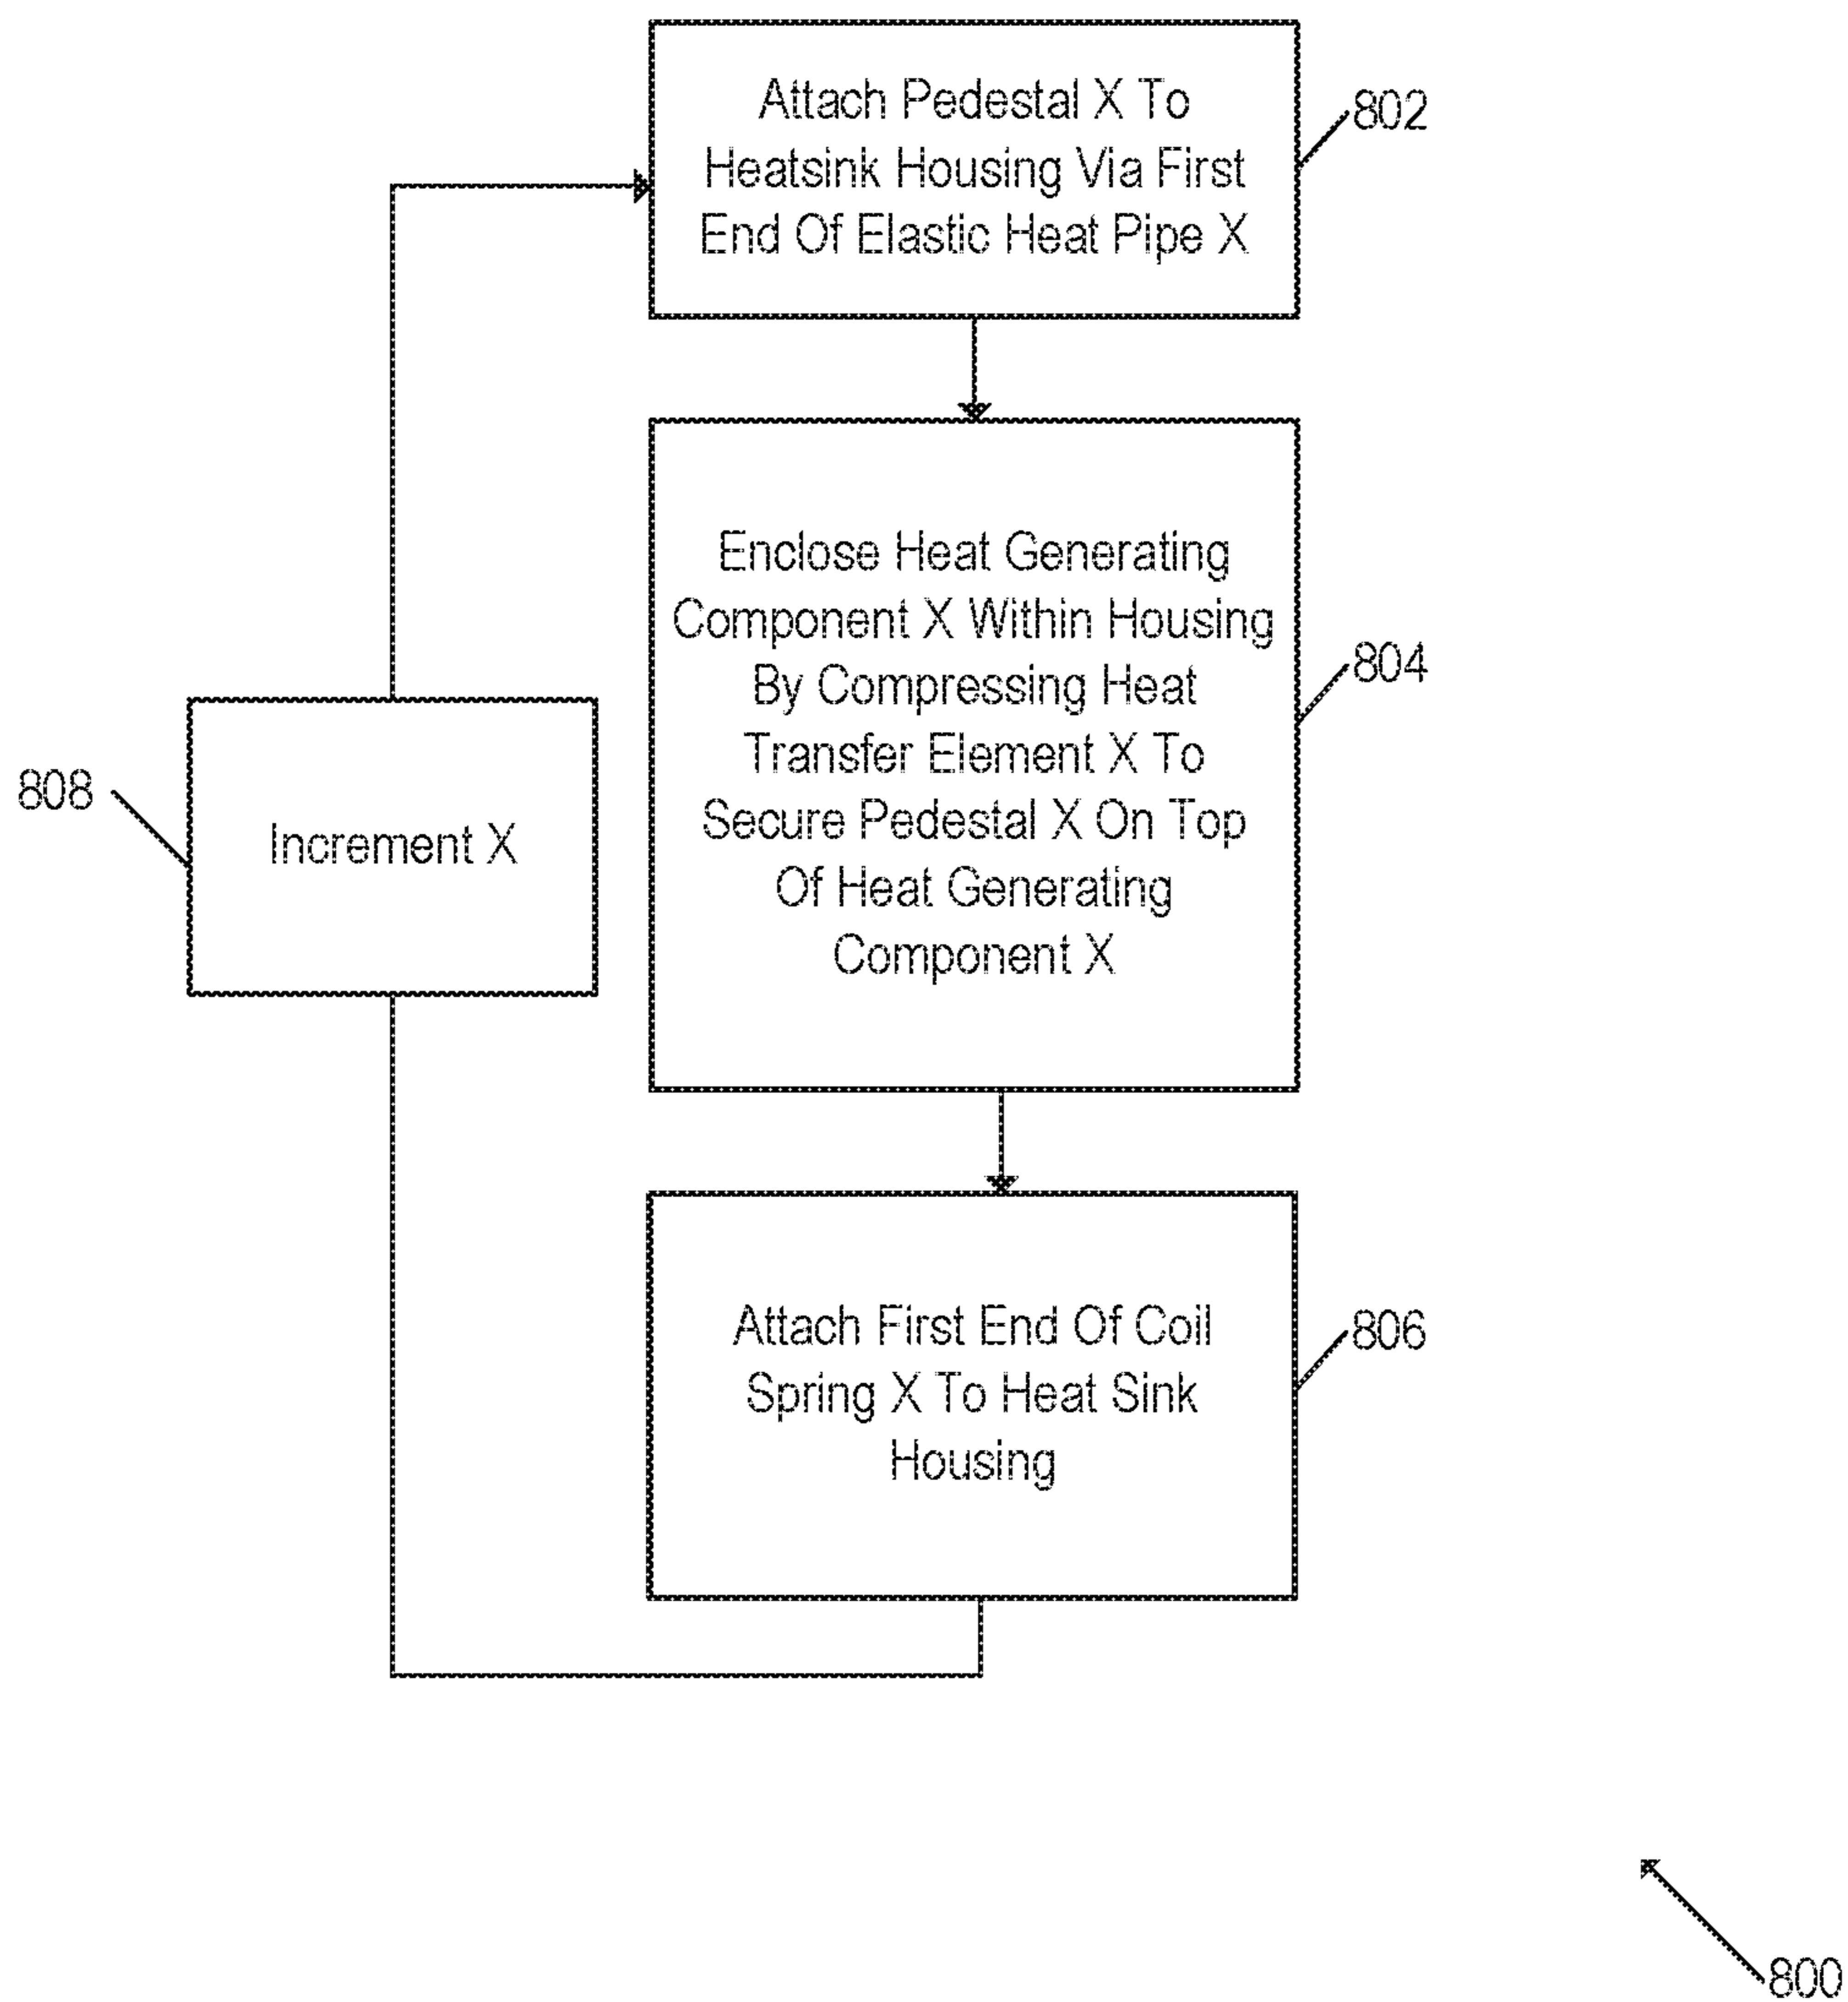 Attach Pedestal X To
Heatsink Housing Via First
End Of Elastic Heat Pipe X
802
Enclose Heat Generating
Component X Within Housing
By Compressing Heat
Transfer Element X To
Secure Pedestal X On Top
Of Heat Generating
Component X
804
808
Increment X
Attach First End Of Coil
Spring X To Heat Sink
Housing
806
800